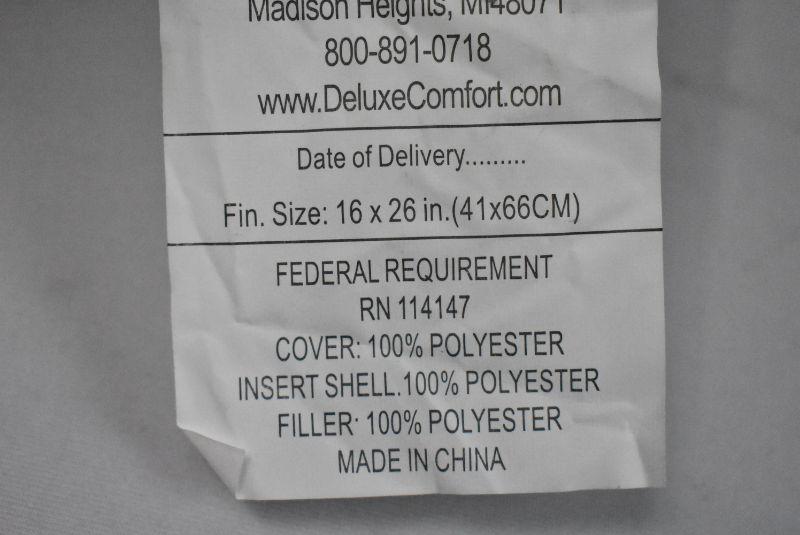 Madison Heights, MI48071
800-891-0718
www.DeluxeComfort.com
Date of Delivery.........
Fin. Size: 16 x 26 in.(41x66CM)
FEDERAL REQUIREMENT
RN 114147
COVER: 100% POLYESTER
INSERT SHELL.100% POLYESTER
FILLER· 100% POLYESTER
MADE IN CHINA